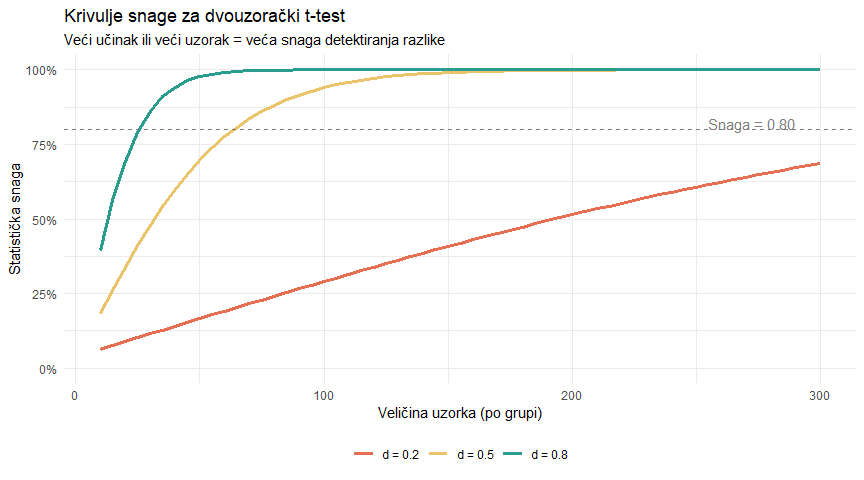 Krivulje snage za dvouzorački t-test
Veći učinak ili veći uzorak = veća snaga detektiranja razlike
100%
Snaga = 0.80
75%
50%
25%
0%
Statistička snaga
0
100
200
300
Veličina uzorka (po grupi)
d = 0.2
d = 0.5
d = 0.8